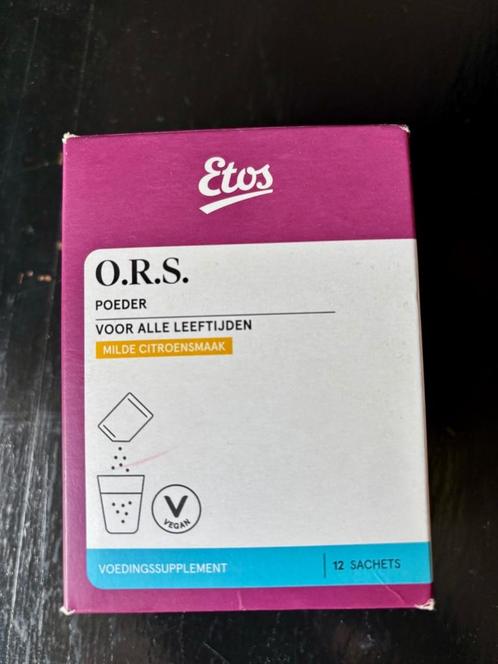 Etos
O.R.S.
POEDER
VOOR ALLE LEEFTIJDEN
MILDE CITROENSMAAK
V
VEGAN
VOEDINGSSUPPLEMENT
12 SACHETS